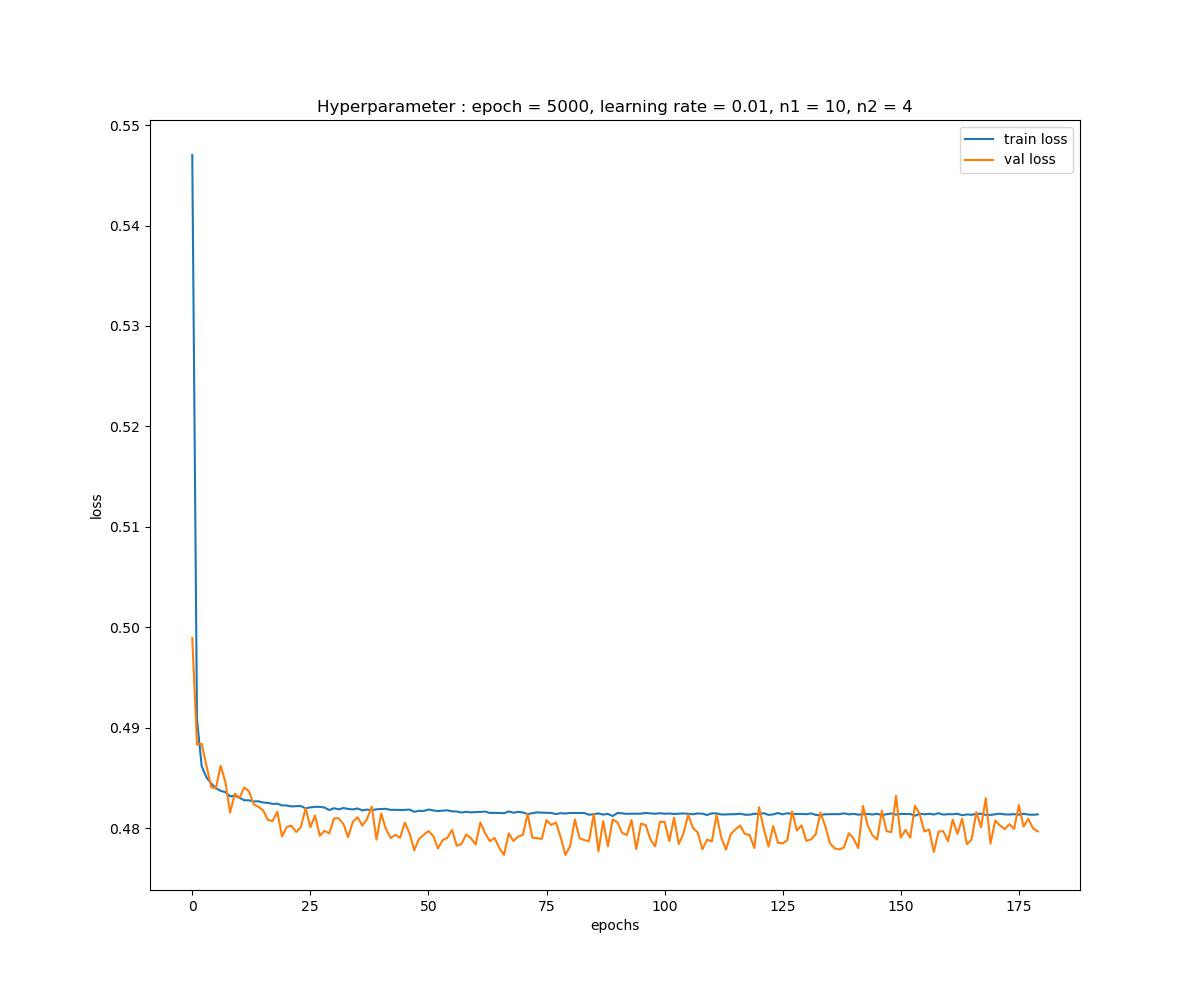 Hyperparameter : epoch = 5000, learning rate = 0.01, n1 = 10, n2 = 4
train loss
val loss
0.55
0.54
0.53
0.52
0.51
0.50
0.49
0.48
loss
0 25 50 75 100 125 150 175
epochs